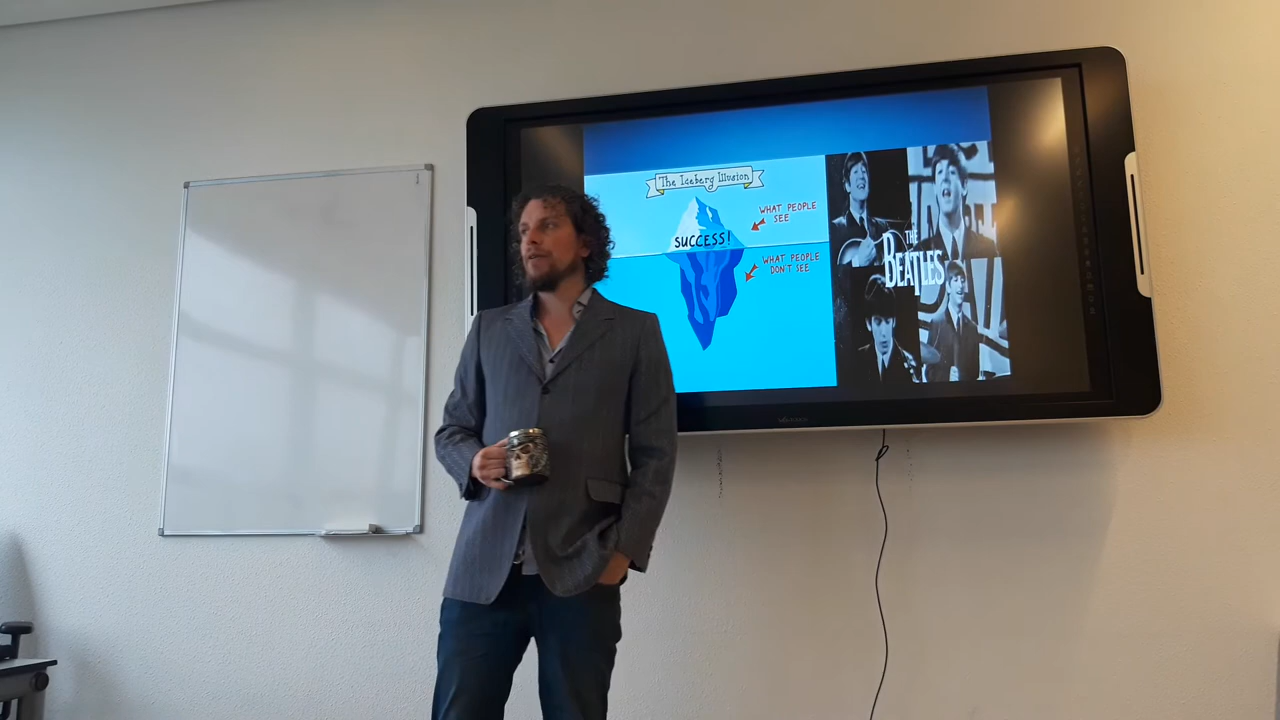 The Iceberg Illusion
WHAT PEOPLE
SEE
SUCCESS!
WHAT PEOPLE
DON'T SEE
THE
BEATLES